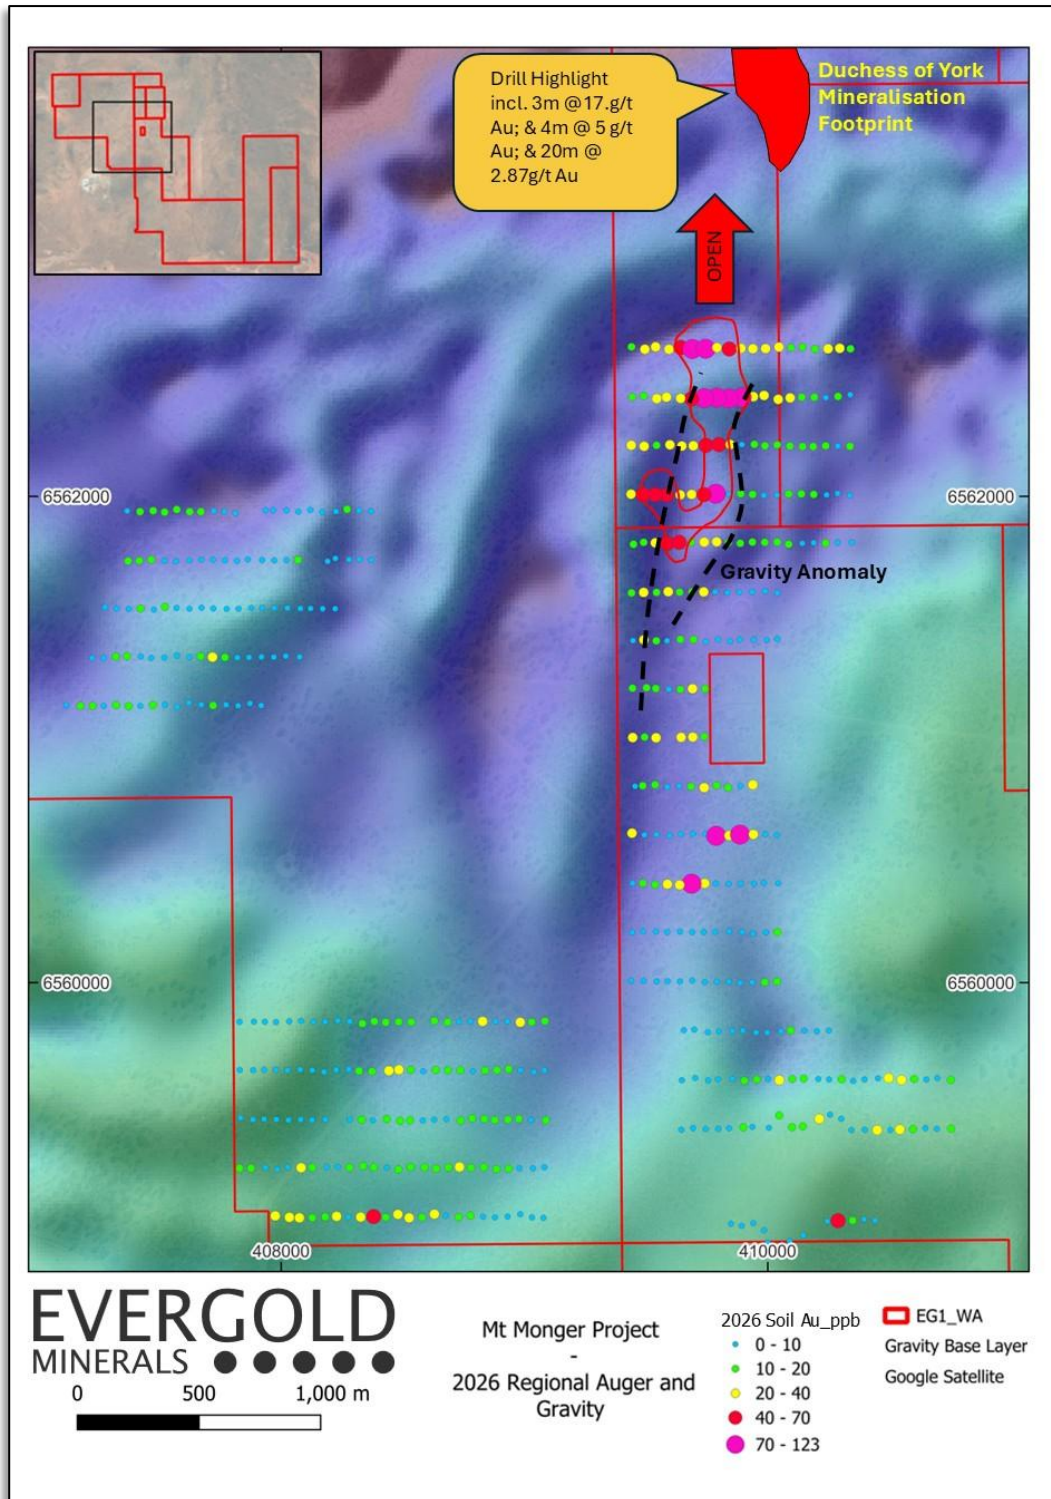 Drill Highlight
incl. 3m @17.g/t
Au; & 4m @ 5 g/t
Au; & 20m @
2.87g/t Au
Duchess of York
Mineralisation
Footprint
OPEN
6562000
6562000
Gravity Anomaly
6560000
6560000
408000
410000
EVERGOLD
MINERALS
0 500 1,000 m
Mt Monger Project
-
2026 Regional Auger and
Gravity
2026 Soil Au_ppb
0 - 10
10 - 20
20 - 40
40 - 70
70 - 123
EG1_WA
Gravity Base Layer
Google Satellite